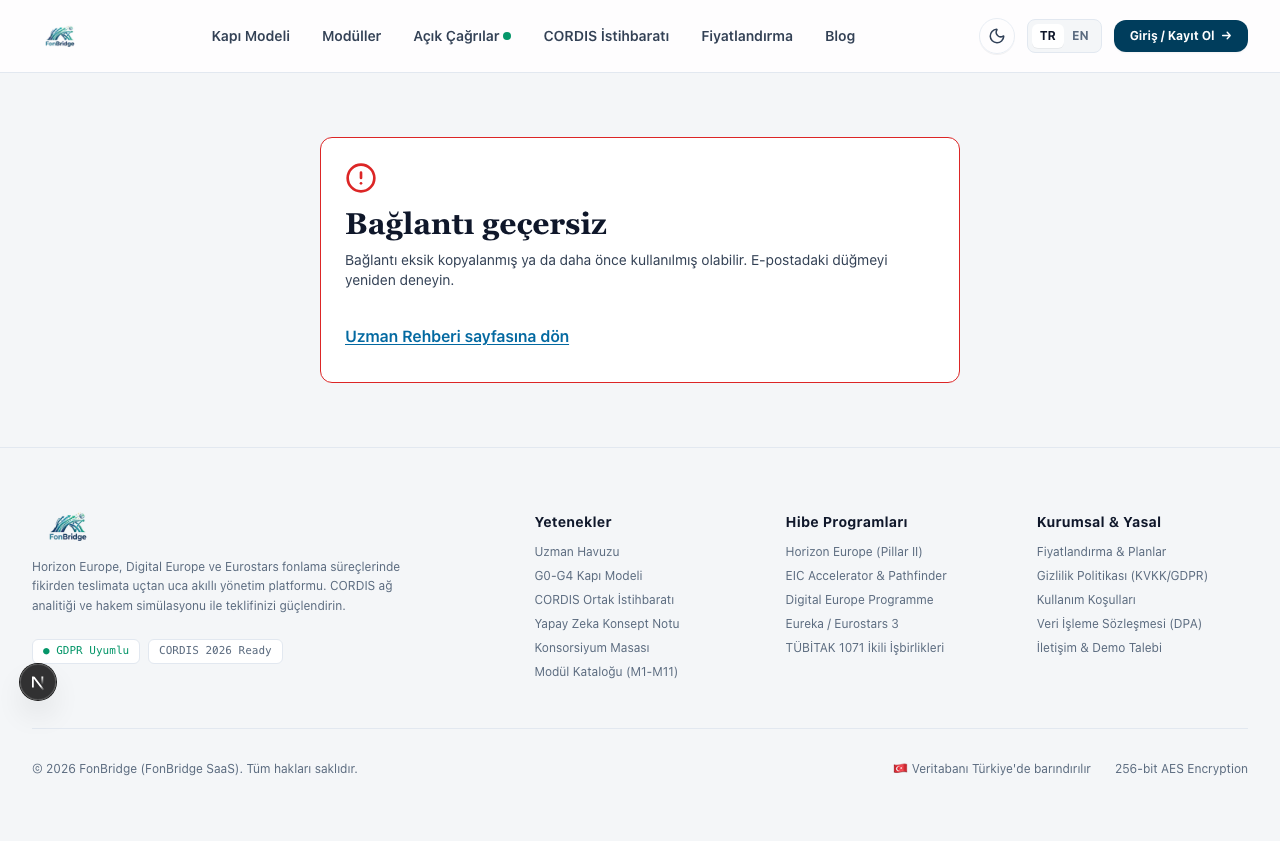 FonBridge
Kapı Modeli
Modüller
Açık Çağrılar
CORDIS İstihbaratı
Fiyatlandırma
Blog
TR
EN
Giriş / Kayıt Ol →
Bağlantı geçersiz
Bağlantı eksik kopyalanmış ya da daha önce kullanılmış olabilir. E-postadaki düğmeyi
yeniden deneyin.
Uzman Rehberi sayfasına dön
FonBridge
Horizon Europe, Digital Europe ve Eurostars fonlama süreçlerinde
fikirden teslimata uçtan uca akıllı yönetim platformu. CORDIS ağ
analitiği ve hakem simülasyonu ile teklifinizi güçlendirin.
● GDPR Uyumlu
CORDIS 2026 Ready
N
Yetenekler
Uzman Havuzu
G0-G4 Kapı Modeli
CORDIS Ortak İstihbaratı
Yapay Zeka Konsept Notu
Konsorsiyum Masası
Modül Kataloğu (M1-M11)
Hibe Programları
Horizon Europe (Pillar II)
EIC Accelerator & Pathfinder
Digital Europe Programme
Eureka / Eurostars 3
TÜBİTAK 1071 İkili İşbirlikleri
Kurumsal & Yasal
Fiyatlandırma & Planlar
Gizlilik Politikası (KVKK/GDPR)
Kullanım Koşulları
Veri İşleme Sözleşmesi (DPA)
İletişim & Demo Talebi
© 2026 FonBridge (FonBridge SaaS). Tüm hakları saklıdır.
🇹🇷 Veritabanı Türkiye'de barındırılır
256-bit AES Encryption